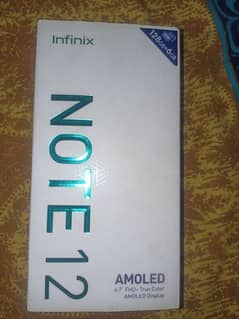 Infinix
128GB+6GB
NOTE 12
AMOLED
6.7" FHD+ True Color
AMOLED Display